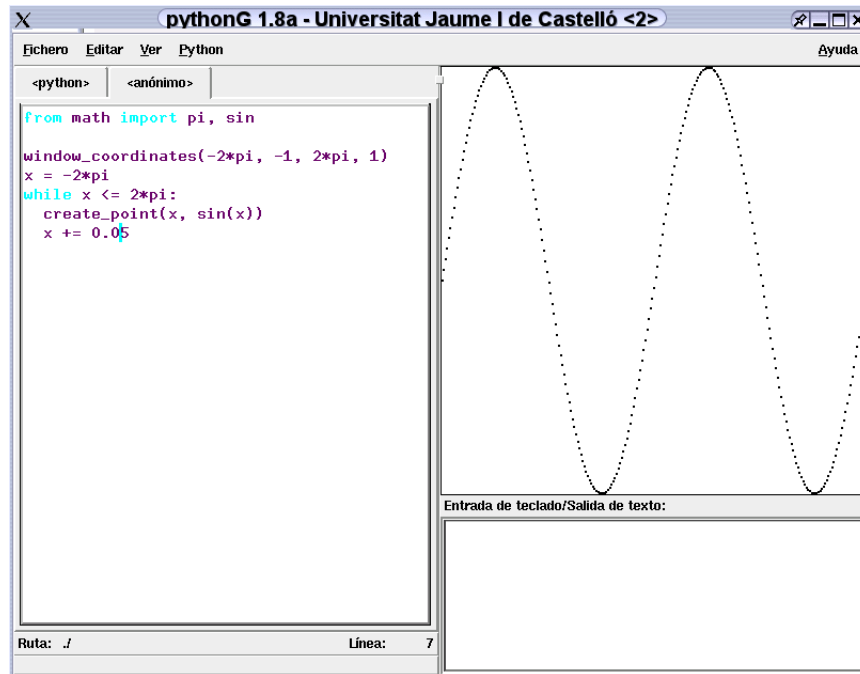 X pythonG 1.8a - Universitat Jaume I de Castelló <2>
Fichero Editar Ver Python Ayuda
<python> <anónimo>
from math import pi, sin
window_coordinates(-2*pi, -1, 2*pi, 1)
x = -2*pi
while x <= 2*pi:
  create_point(x, sin(x))
  x += 0.05
Entrada de teclado/Salida de texto:
Ruta: ./ Línea: 7